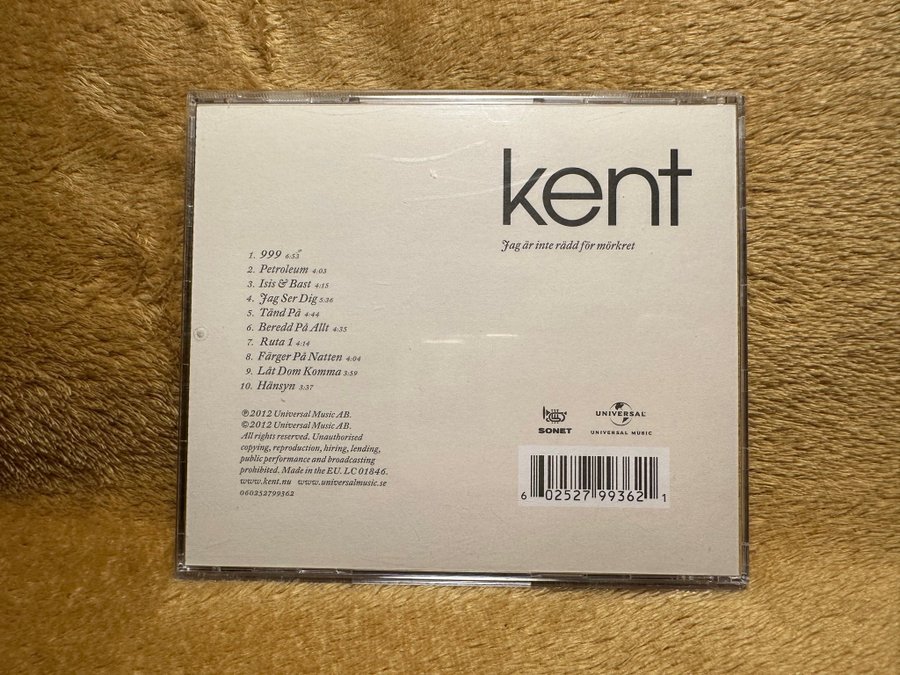 kent
Jag är inte rädd för mörkret
1. 999 6:53
2. Petroleum 4:03
3. Isis & Bast 4:15
4. Jag Ser Dig 5:36
5. Tänd På 4:44
6. Beredd På Allt 4:35
7. Ruta 1 4:14
8. Färger På Natten 4:04
9. Låt Dom Komma 3:59
10. Hänsyn 3:37
℗2012 Universal Music AB.
©2012 Universal Music AB.
All rights reserved. Unauthorised
copying, reproduction, hiring, lending,
public performance and broadcasting
prohibited. Made in the EU. LC 01846.
www.kent.nu www.universalmusic.se
060252799362
SONET
UNIVERSAL
UNIVERSAL MUSIC
6 02527 99362 1